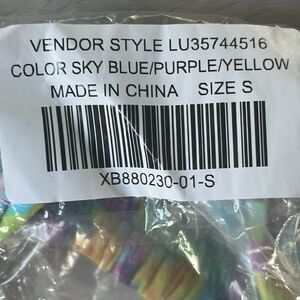 VENDOR STYLE LU35744516
COLOR SKY BLUE/PURPLE/YELLOW
MADE IN CHINA SIZE S
XB880230-01-S